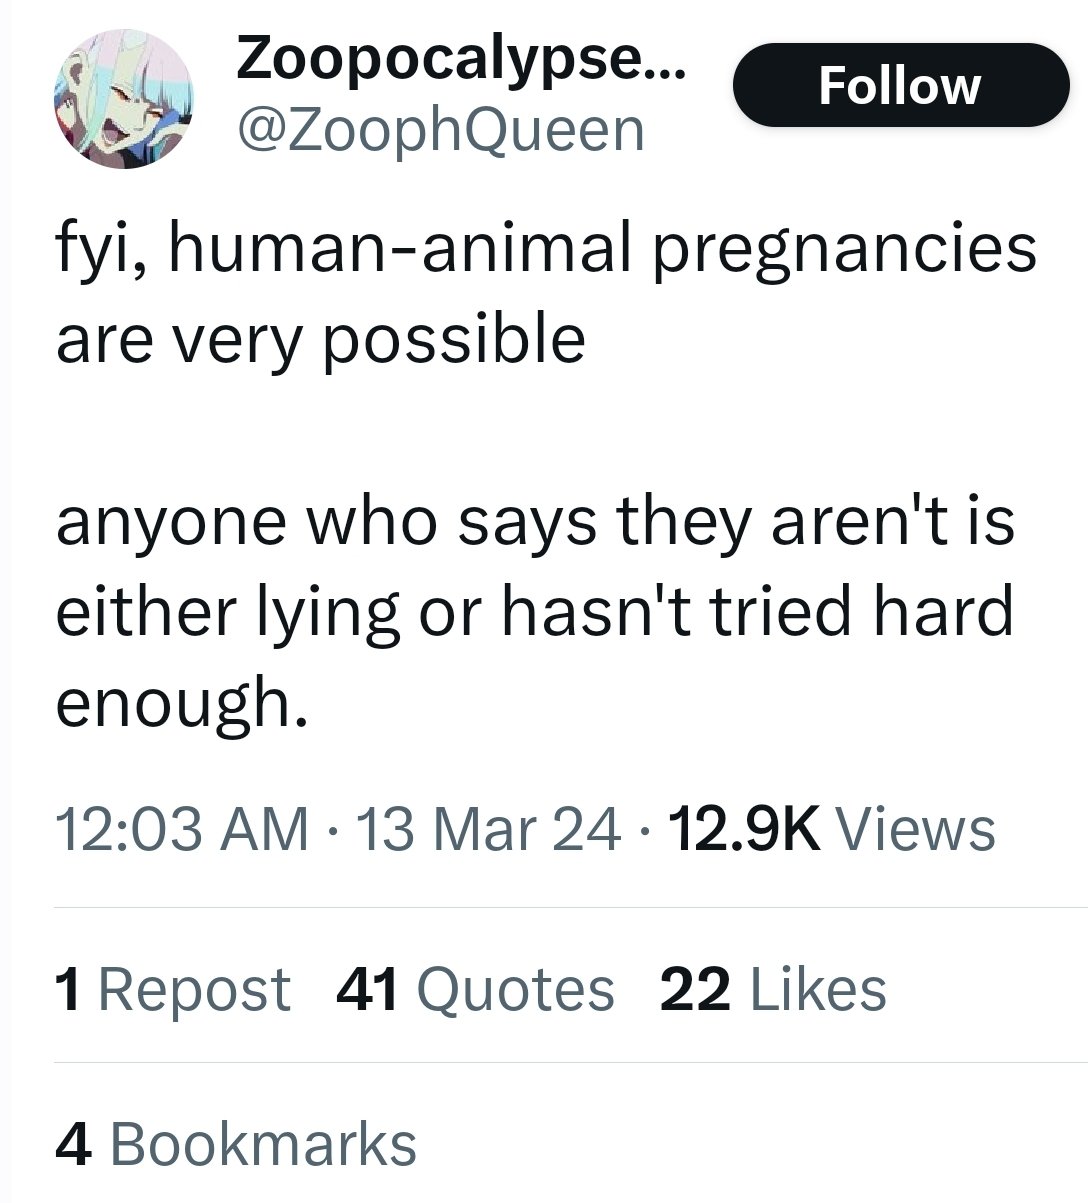 Zoopocalypse...
Follow
@ZoophQueen
fyi, human-animal pregnancies
are very possible
anyone who says they aren't is
either lying or hasn't tried hard
enough.
12:03 AM · 13 Mar 24 · 12.9K Views
1 Repost 41 Quotes 22 Likes
4 Bookmarks